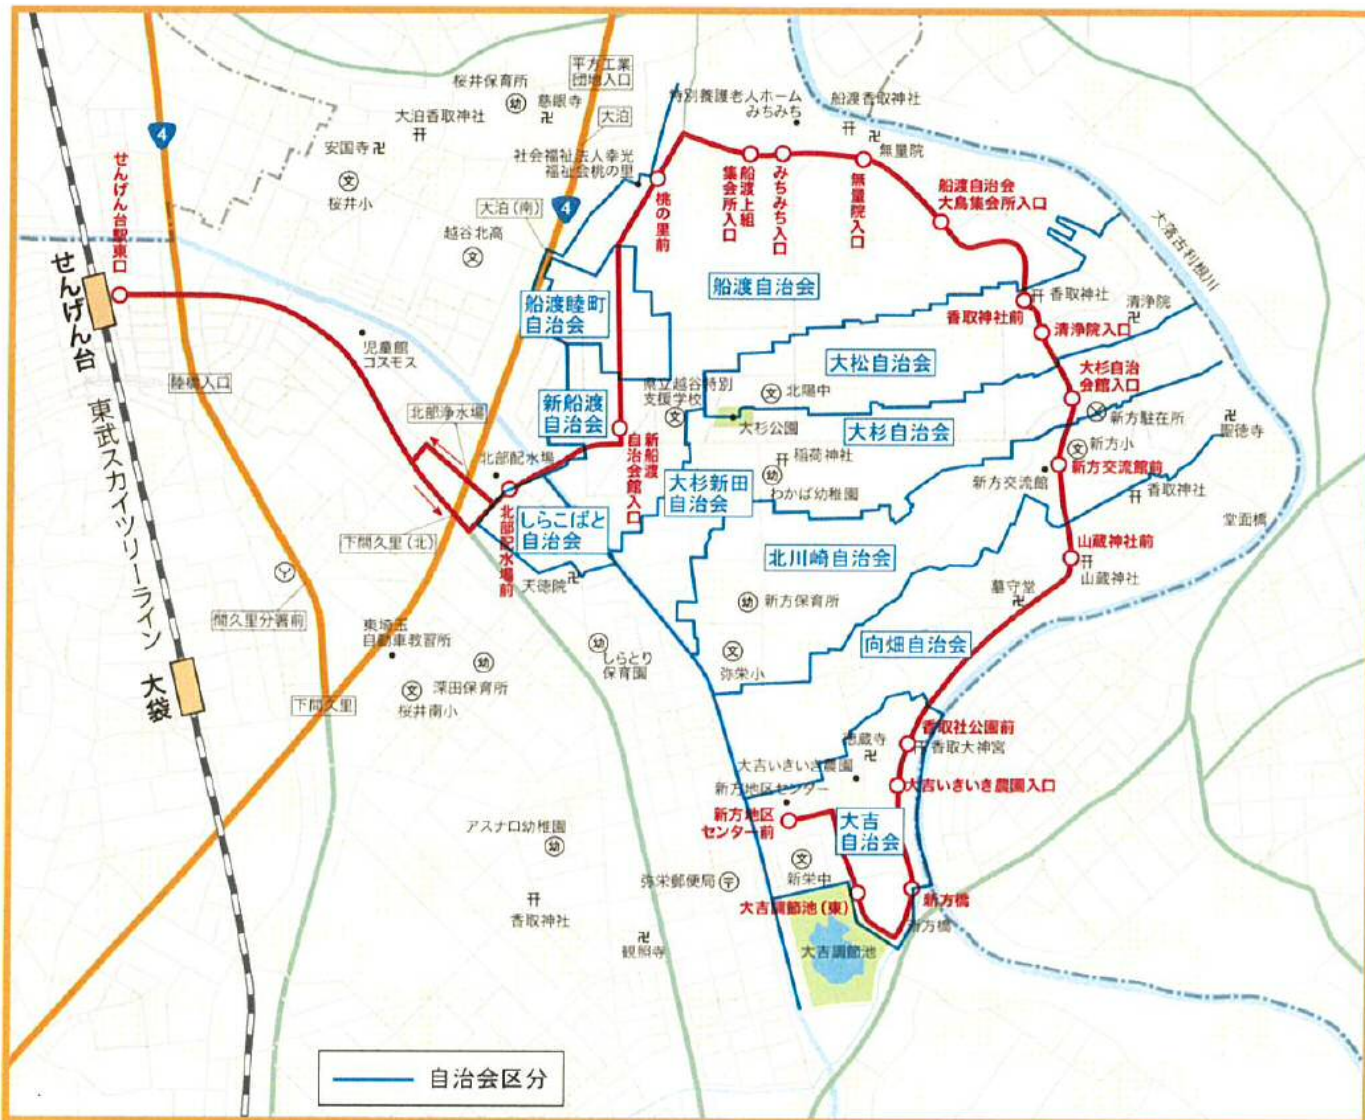 桜井保育所
慈眼寺
平方工業
団地入口
大泊
大泊香取神社
安国寺
文
桜井小
社会福祉法人幸光
福祉会桃の里
大泊(南)
越谷北高
文
4
4
特別養護老人ホーム
みちみち
船渡香取神社
無量院
桃の里前
船渡上組
集会所入口
みちみち入口
無量院入口
船渡自治会
大鳥集会所入口
大落古利根川
せんげん台駅東口
せんげん台
東武スカイツリーライン
大袋
陸橋入口
児童館
コスモス
北部浄水場
北部配水場
北部配水場前
下間久里(北)
間久里分署前
下間久里
東埼玉
自動車教習所
深田保育所
幼
文
桜井南小
船渡睦町
自治会
新船渡
自治会
新船渡
自治会館入口
しらこばと
自治会
天徳院
幼
しらとり
保育園
船渡自治会
香取神社
香取神社前
清浄院
清浄院入口
大松自治会
県立越谷特別
支援学校
文
文
北陽中
大杉公園
大杉自治会
大杉自治
会館入口
新方駐在所
聖徳寺
文
新方小
新方交流館前
新方交流館
香取神社
堂面橋
稲荷神社
幼
わかば幼稚園
大杉新田
自治会
北川崎自治会
山蔵神社前
山蔵神社
墓守堂
幼
新方保育所
文
弥栄小
向畑自治会
香取社公園前
香取大神宮
徳蔵寺
大吉いきいき農園
大吉いきいき農園入口
新方地区センター
新方地区
センター前
大吉
自治会
文
新栄中
アスナロ幼稚園
幼
弥栄郵便局
香取神社
観照寺
大吉調節池(東)
新方橋
新方橋
大吉調節池
自治会区分